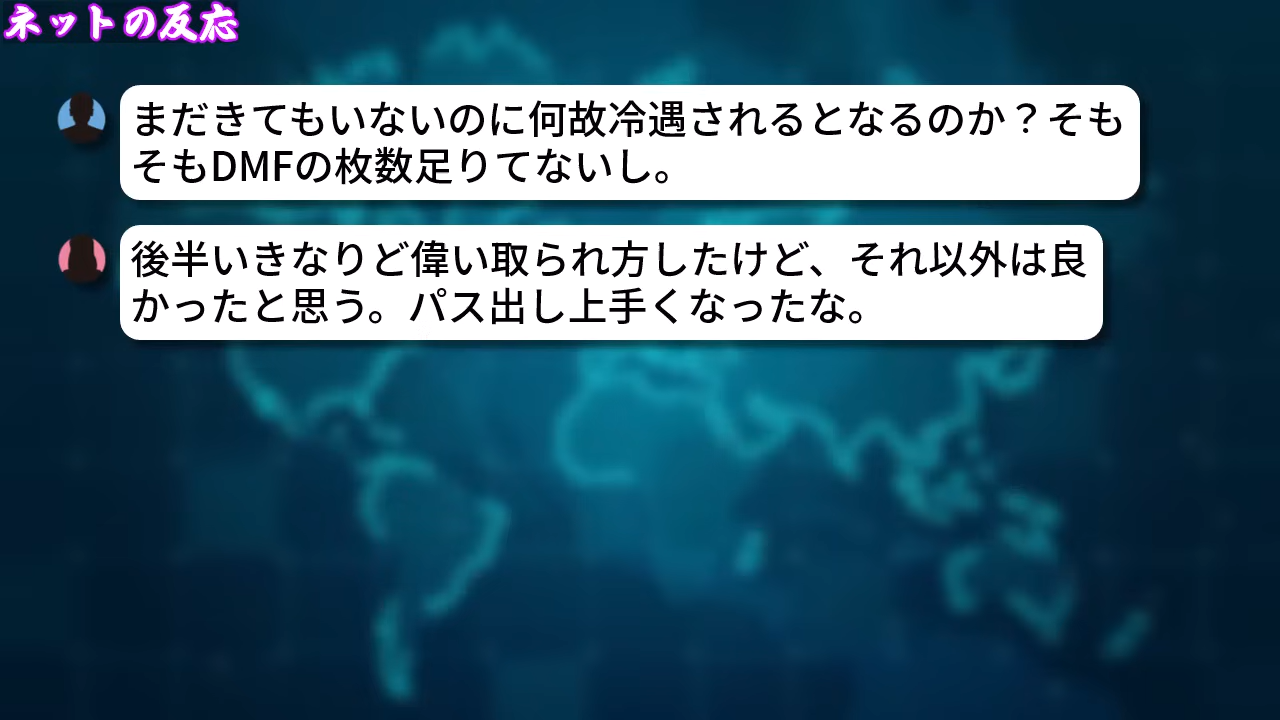 ネットの反応
まだきてもいないのに何故冷遇されるとなるのか？そも
そもDMFの枚数足りてないし。
後半いきなりど偉い取られ方したけど、それ以外は良
かったと思う。パス出し上手くなったな。